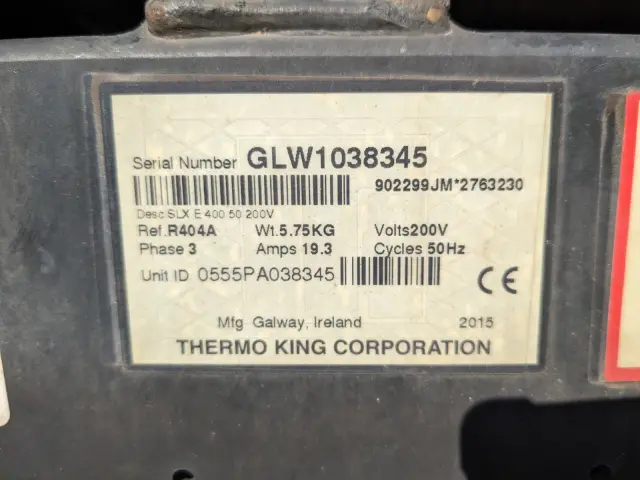 Serial Number GLW1038345
902299JM*2763230
Desc SLX E 400 50 200V
Ref.R404A Wt.5.75KG Volts200V
Phase 3 Amps 19.3 Cycles 50Hz
Unit ID 0555PA038345 CE
Mfg Galway, Ireland 2015
THERMO KING CORPORATION